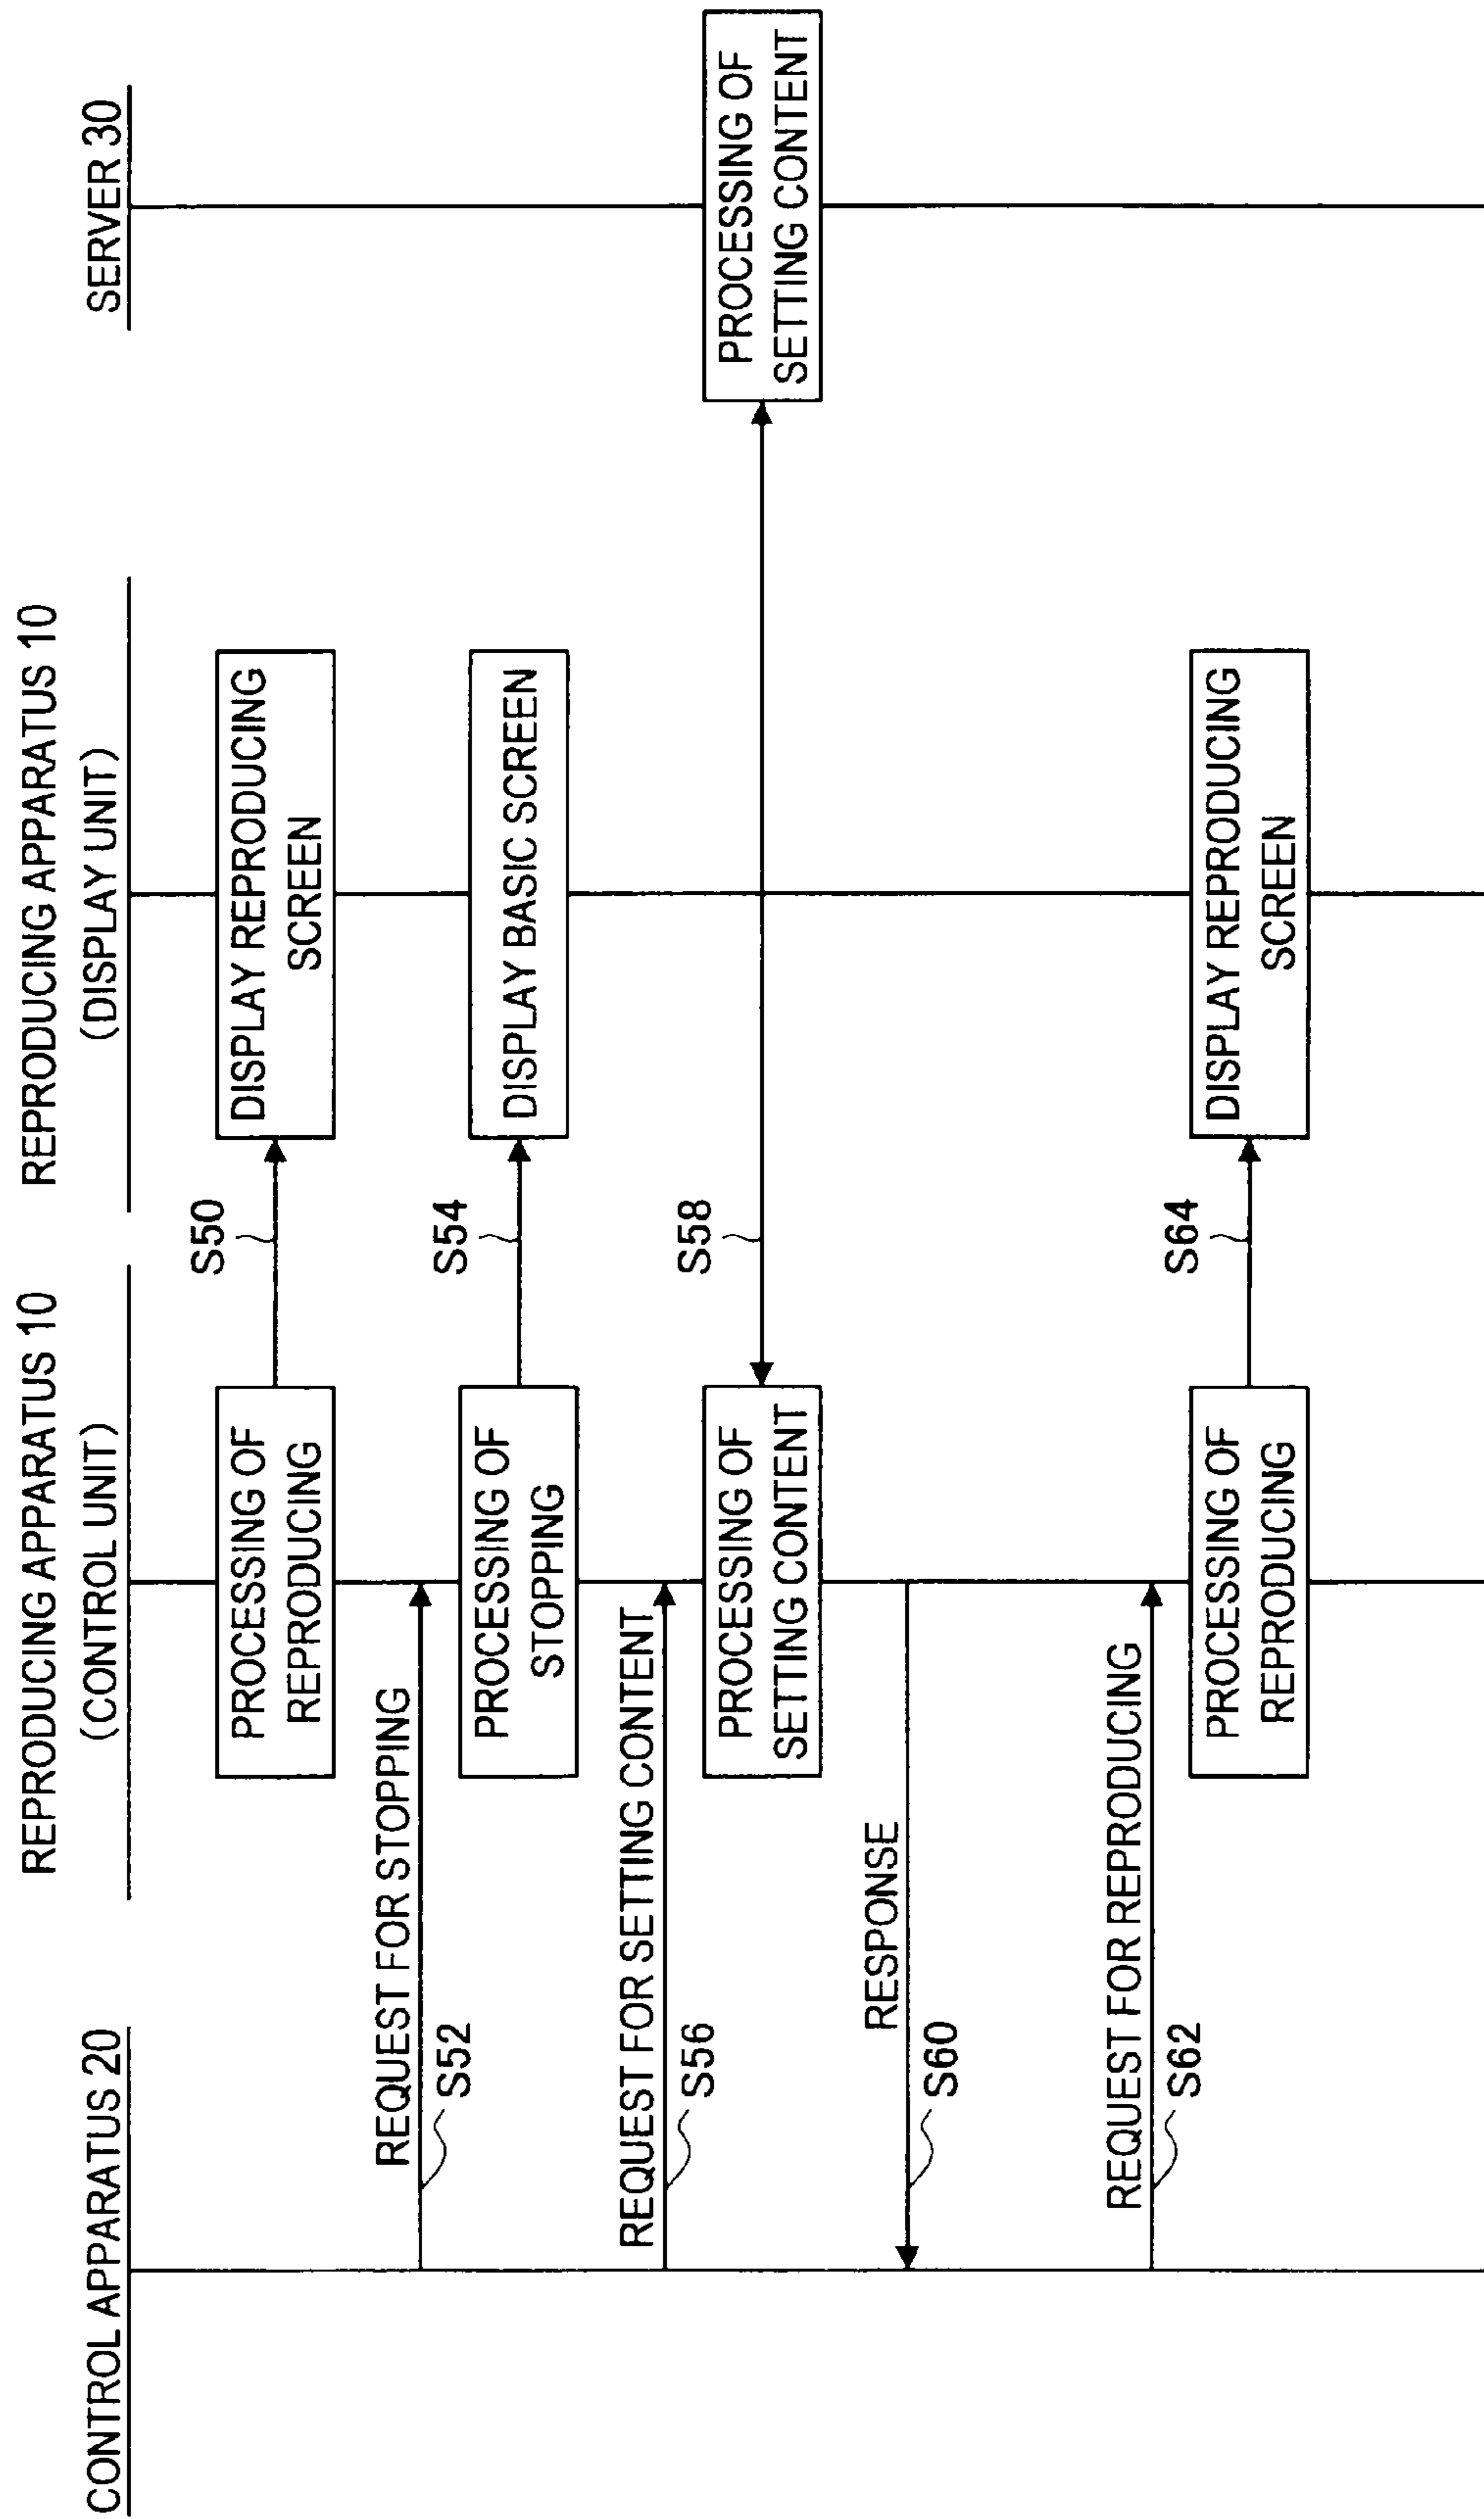 CONTROL APPARATUS 20
REPRODUCING APPARATUS 10
(CONTROL UNIT)
REPRODUCING APPARATUS 10
(DISPLAY UNIT)
SERVER 30
PROCESSING OF
REPRODUCING
S50
DISPLAY REPRODUCING
SCREEN
REQUEST FOR STOPPING
S52
PROCESSING OF
STOPPING
S54
DISPLAY BASIC SCREEN
REQUEST FOR SETTING CONTENT
S56
PROCESSING OF
SETTING CONTENT
S58
PROCESSING OF
SETTING CONTENT
RESPONSE
S60
REQUEST FOR REPRODUCING
S62
PROCESSING OF
REPRODUCING
S64
DISPLAY REPRODUCING
SCREEN